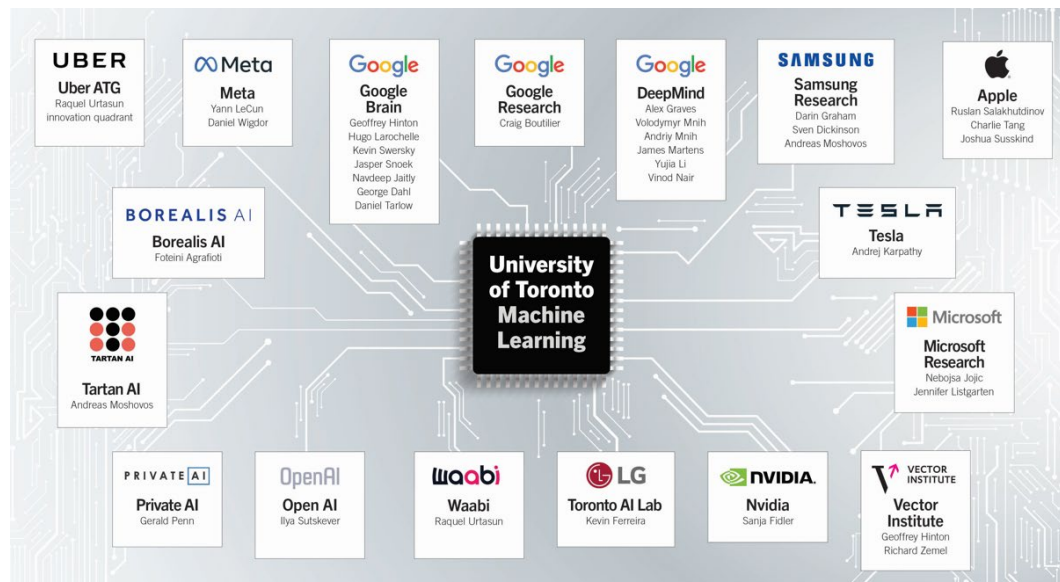 UBER
Uber ATG
Raquel Urtasun
innovation quadrant
Meta
Meta
Yann LeCun
Daniel Wigdor
Google
Google
Brain
Geoffrey Hinton
Hugo Larochelle
Kevin Swersky
Jasper Snoek
Navdeep Jaitly
George Dahl
Daniel Tarlow
Google
Google
Research
Craig Boutilier
Google
DeepMind
Alex Graves
Volodymyr Mnih
Andriy Mnih
James Martens
Yujia Li
Vinod Nair
SAMSUNG
Samsung
Research
Darin Graham
Sven Dickinson
Andreas Moshovos
Apple
Ruslan Salakhutdinov
Charlie Tang
Joshua Susskind
BOREALIS AI
Borealis AI
Foteini Agrafioti
University
of Toronto
Machine
Learning
TESLA
Tesla
Andrej Karpathy
TARTAN AI
Tartan AI
Andreas Moshovos
Microsoft
Microsoft
Research
Nebojsa Jojic
Jennifer Listgarten
PRIVATE AI
Private AI
Gerald Penn
OpenAI
Open AI
Ilya Sutskever
waabi
Waabi
Raquel Urtasun
LG
Toronto AI Lab
Kevin Ferreira
NVIDIA.
Nvidia
Sanja Fidler
VECTOR
INSTITUTE
Vector
Institute
Geoffrey Hinton
Richard Zemel